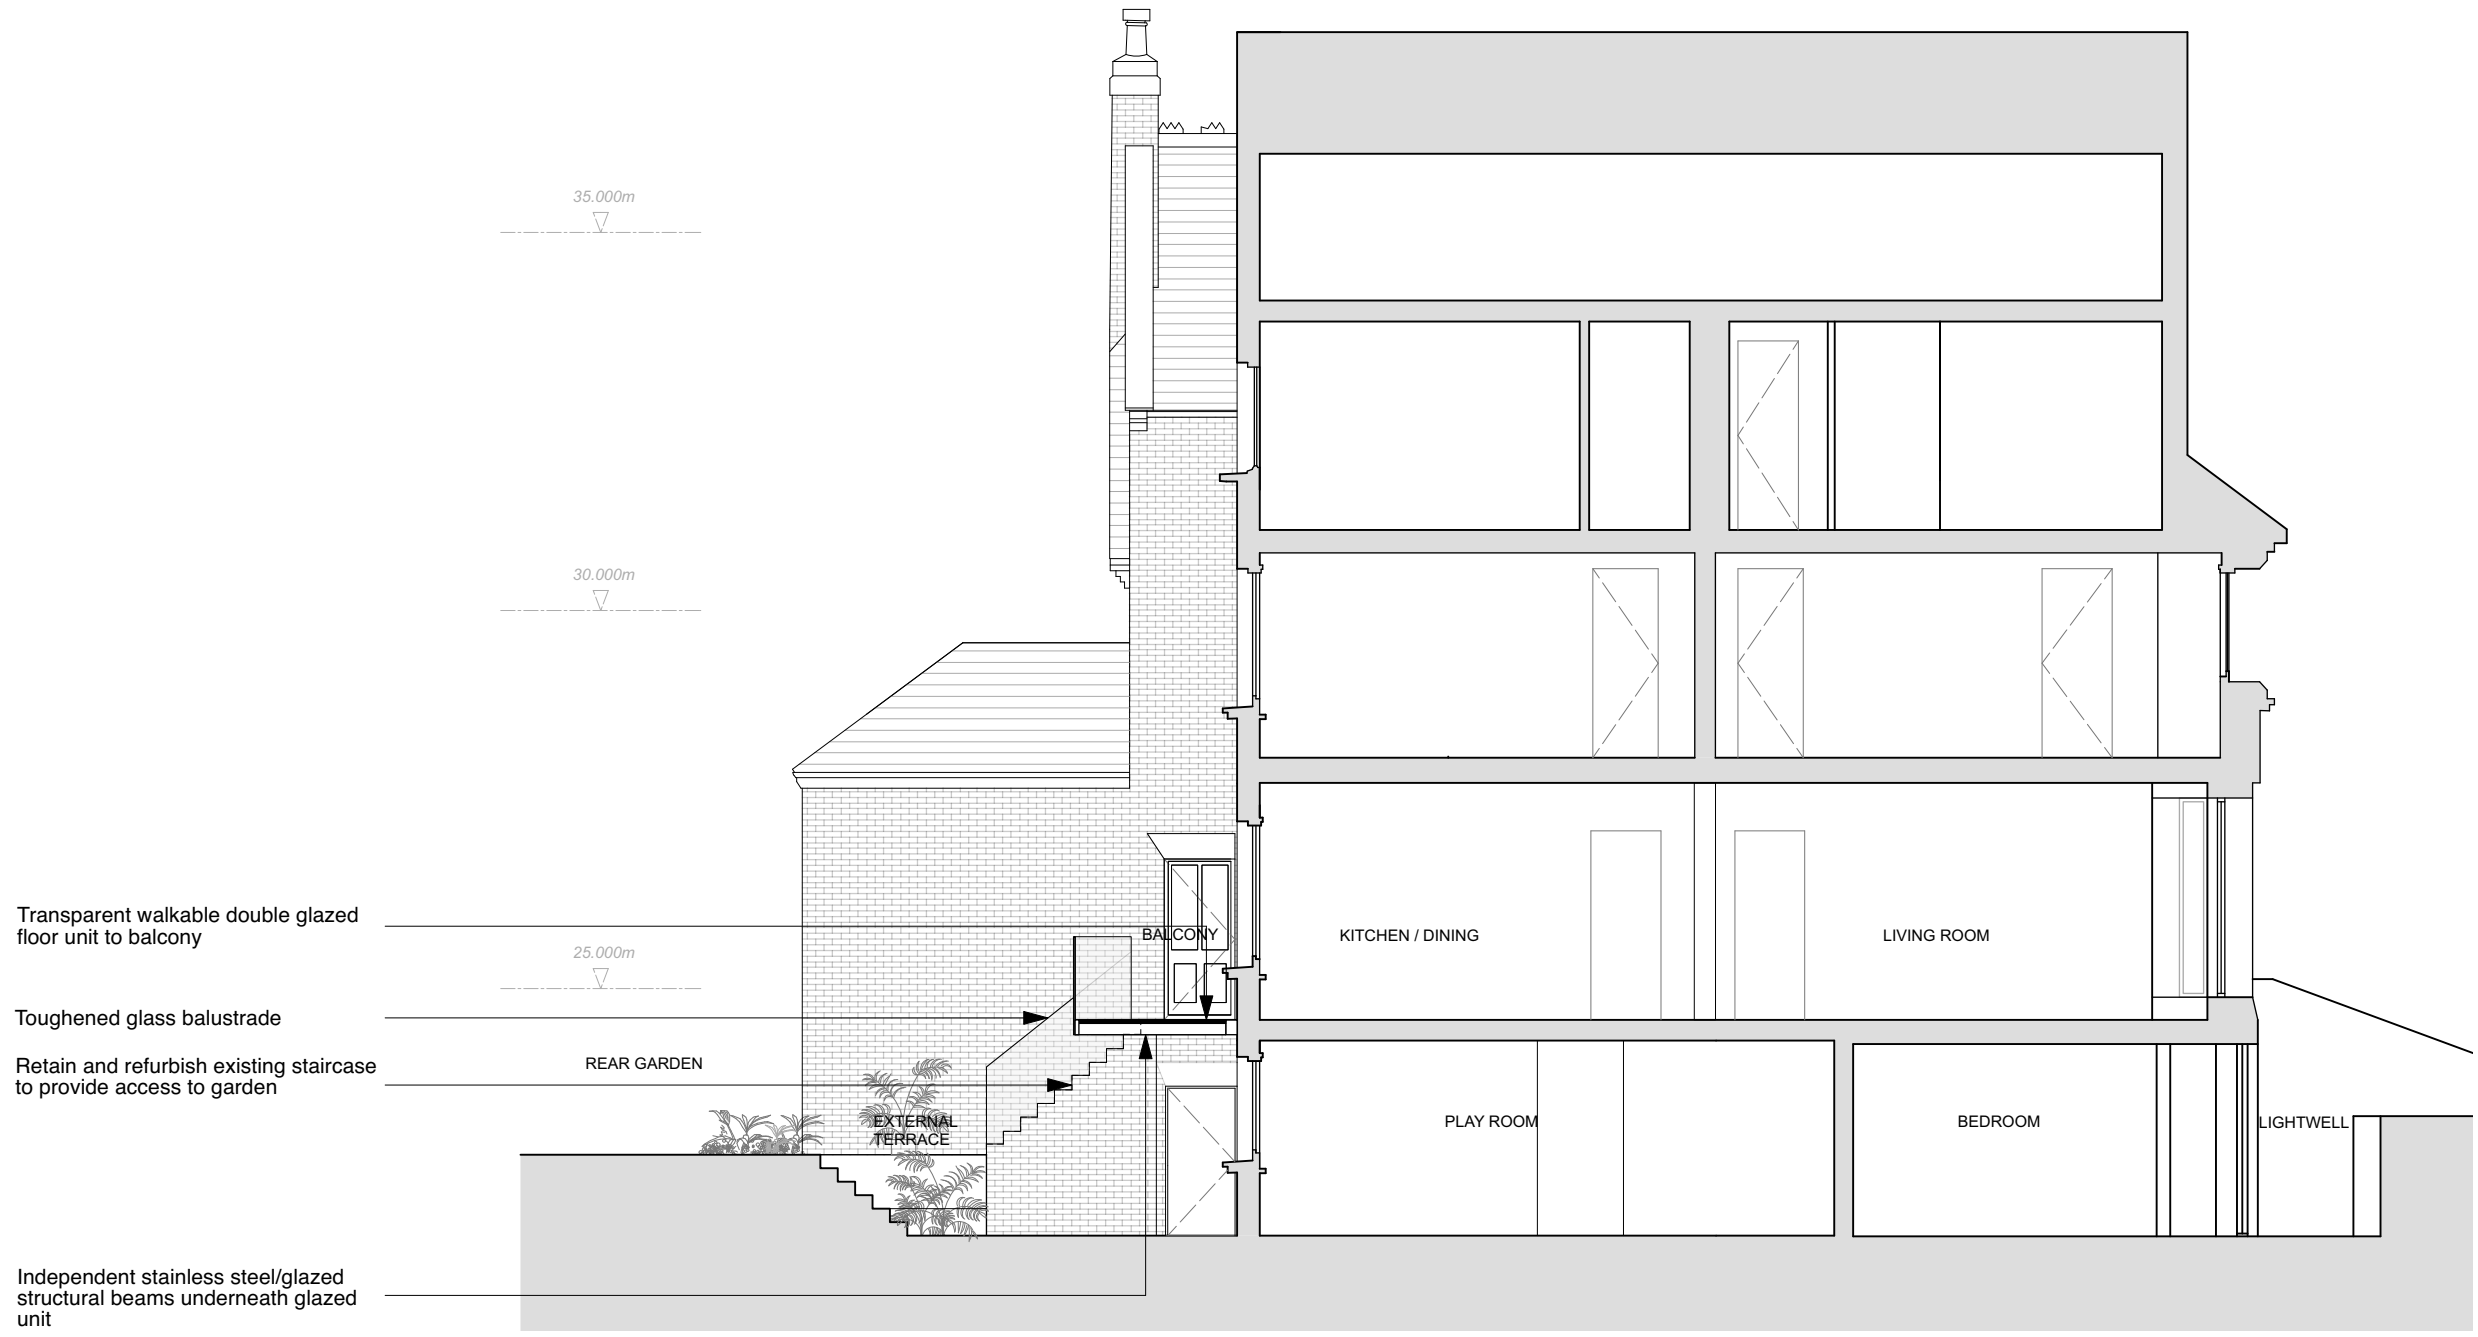 35.000m
30.000m
25.000m
Transparent walkable double glazed
floor unit to balcony
Toughened glass balustrade
Retain and refurbish existing staircase
to provide access to garden
Independent stainless steel/glazed
structural beams underneath glazed
unit
BALCONY
KITCHEN / DINING
LIVING ROOM
REAR GARDEN
EXTERNAL
TERRACE
PLAY ROOM
BEDROOM
LIGHTWELL